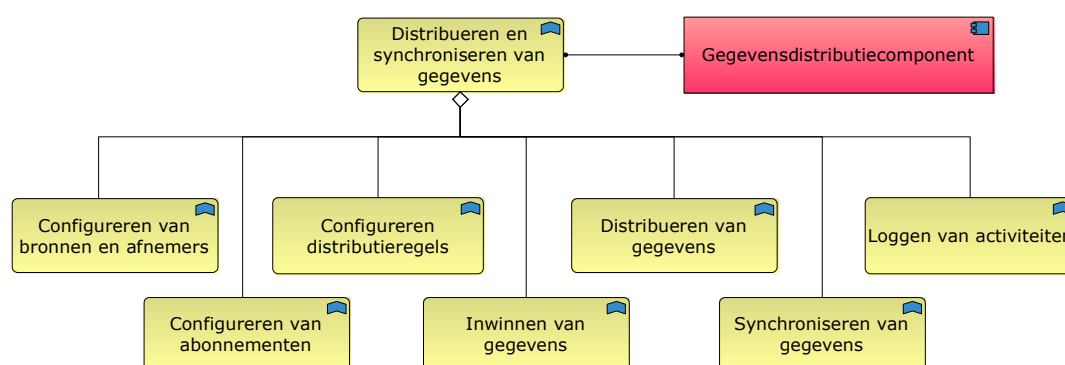 Distribueren en
synchroniseren van
gegevens
Gegevensdistributiecomponent
Configureren van
bronnen en afnemers
Configureren
distributieregels
Distribueren van
gegevens
Loggen van activiteiten
Configureren van
abonnementen
Inwinnen van
gegevens
Synchroniseren van
gegevens